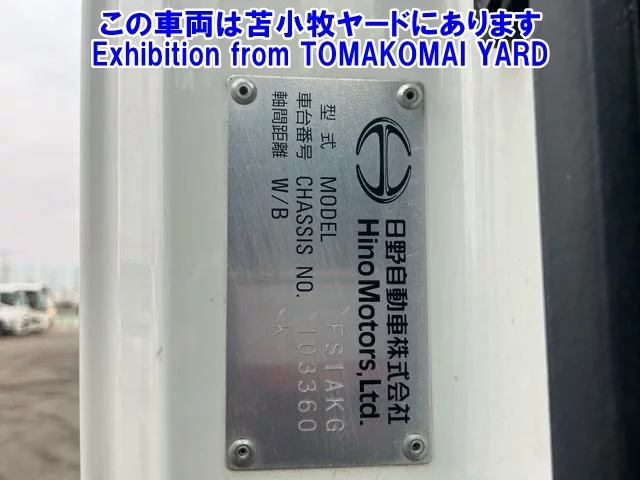 この車両は苫小牧ヤードにあります
Exhibition from TOMAKOMAI YARD
日野自動車株式会社
Hino Motors, Ltd.
型式 MODEL FS1AKG
車台番号 CHASSIS NO. 103360
軸間距離 W/B K